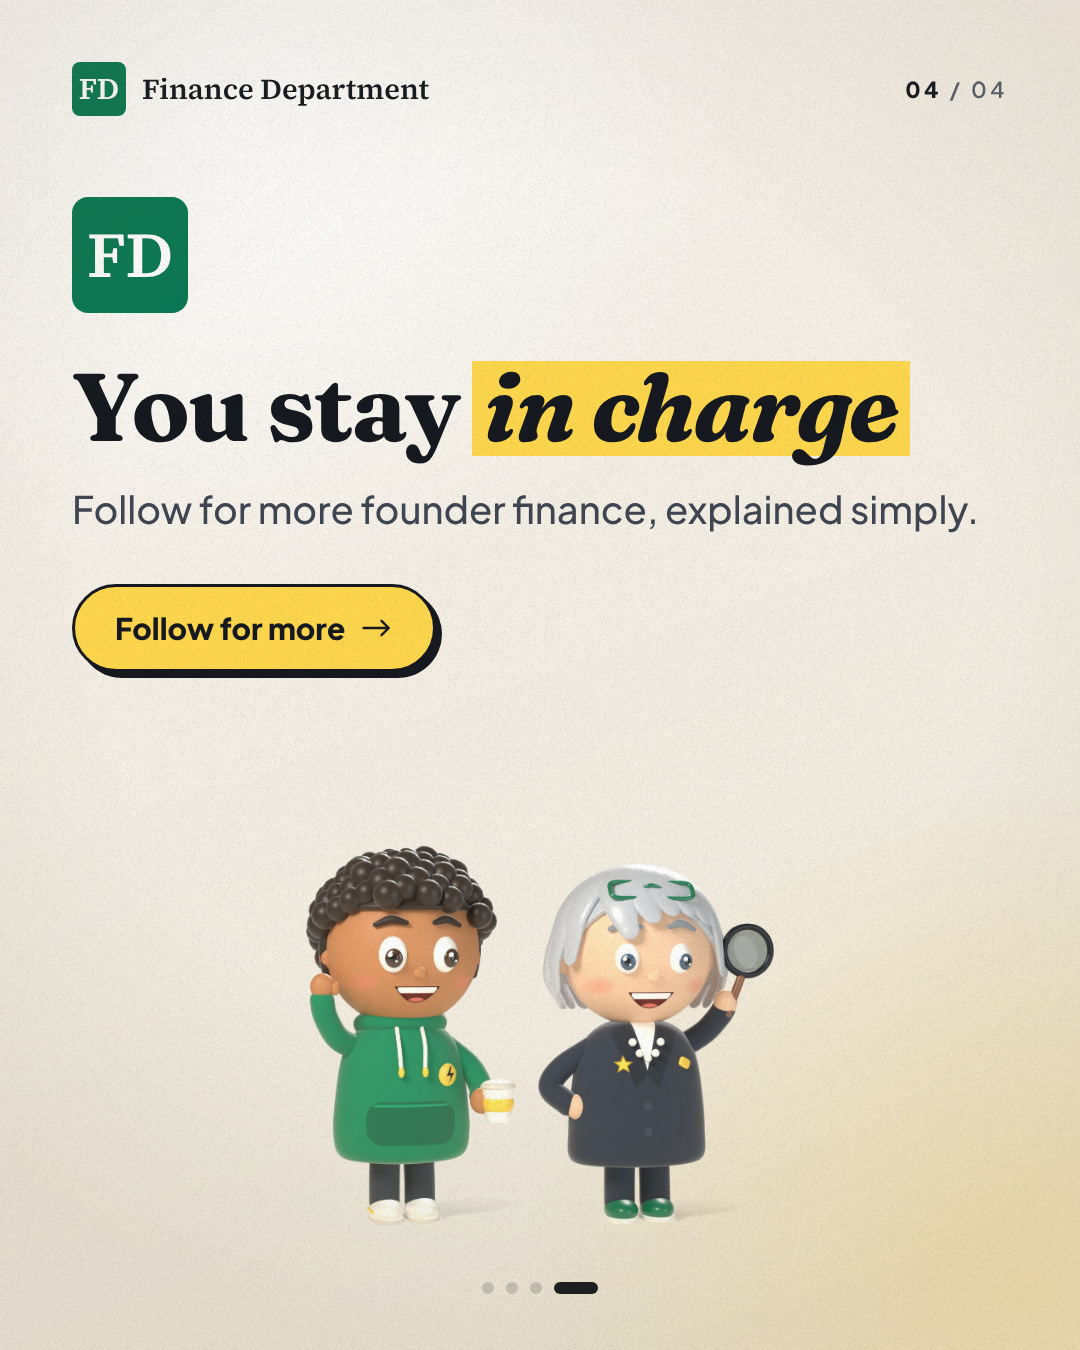 FD Finance Department
04 / 04
FD
You stay in charge
Follow for more founder finance, explained simply.
Follow for more →